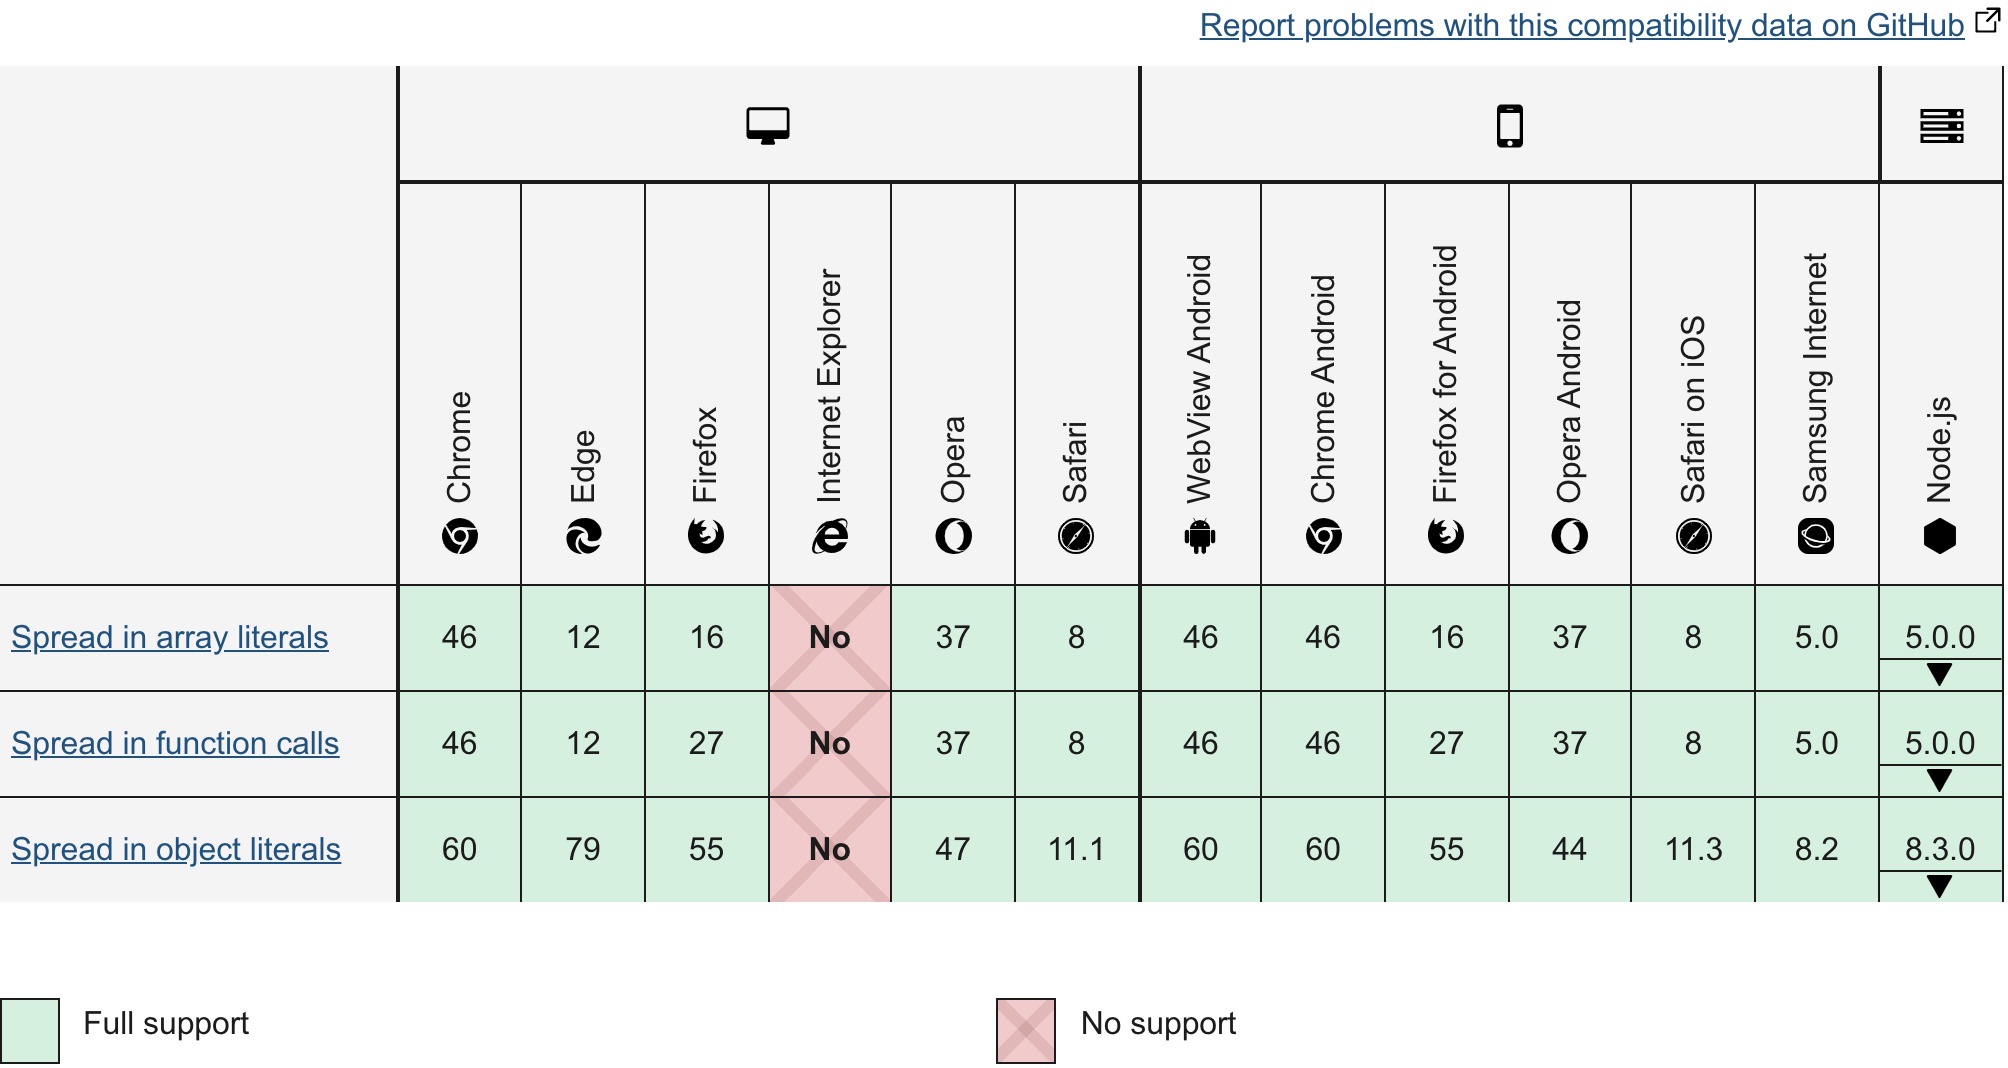 Report problems with this compatibility data on GitHub
Chrome
Edge
Firefox
Internet Explorer
Opera
Safari
WebView Android
Chrome Android
Firefox for Android
Opera Android
Safari on iOS
Samsung Internet
Node.js
Spread in array literals 46 12 16 No 37 8 46 46 16 37 8 5.0 5.0.0
Spread in function calls 46 12 27 No 37 8 46 46 27 37 8 5.0 5.0.0
Spread in object literals 60 79 55 No 47 11.1 60 60 55 44 11.3 8.2 8.3.0
Full support
No support